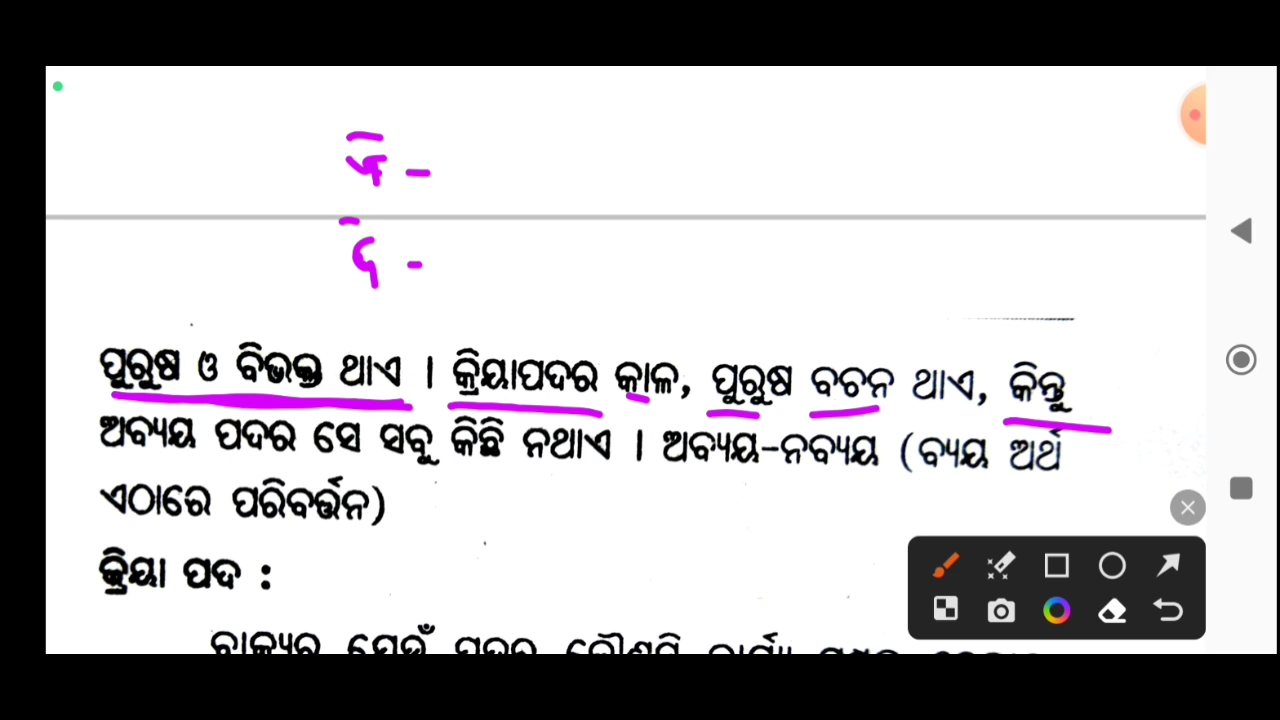 ପୁରୁଷ ଓ ବିଭକ୍ତ ଥାଏ । କ୍ରିୟାପଦର କାଳ, ପୁରୁଷ ବଚନ ଥାଏ, କିନ୍ତୁ
ଅବ୍ୟୟ ପଦର ସେ ସବୁ କିଛି ନଥାଏ । ଅବ୍ୟୟ-ନବ୍ୟୟ (ବ୍ୟୟ ଅର୍ଥ
ଏଠାରେ ପରିବର୍ତ୍ତନ)
କ୍ରିୟା ପଦ :